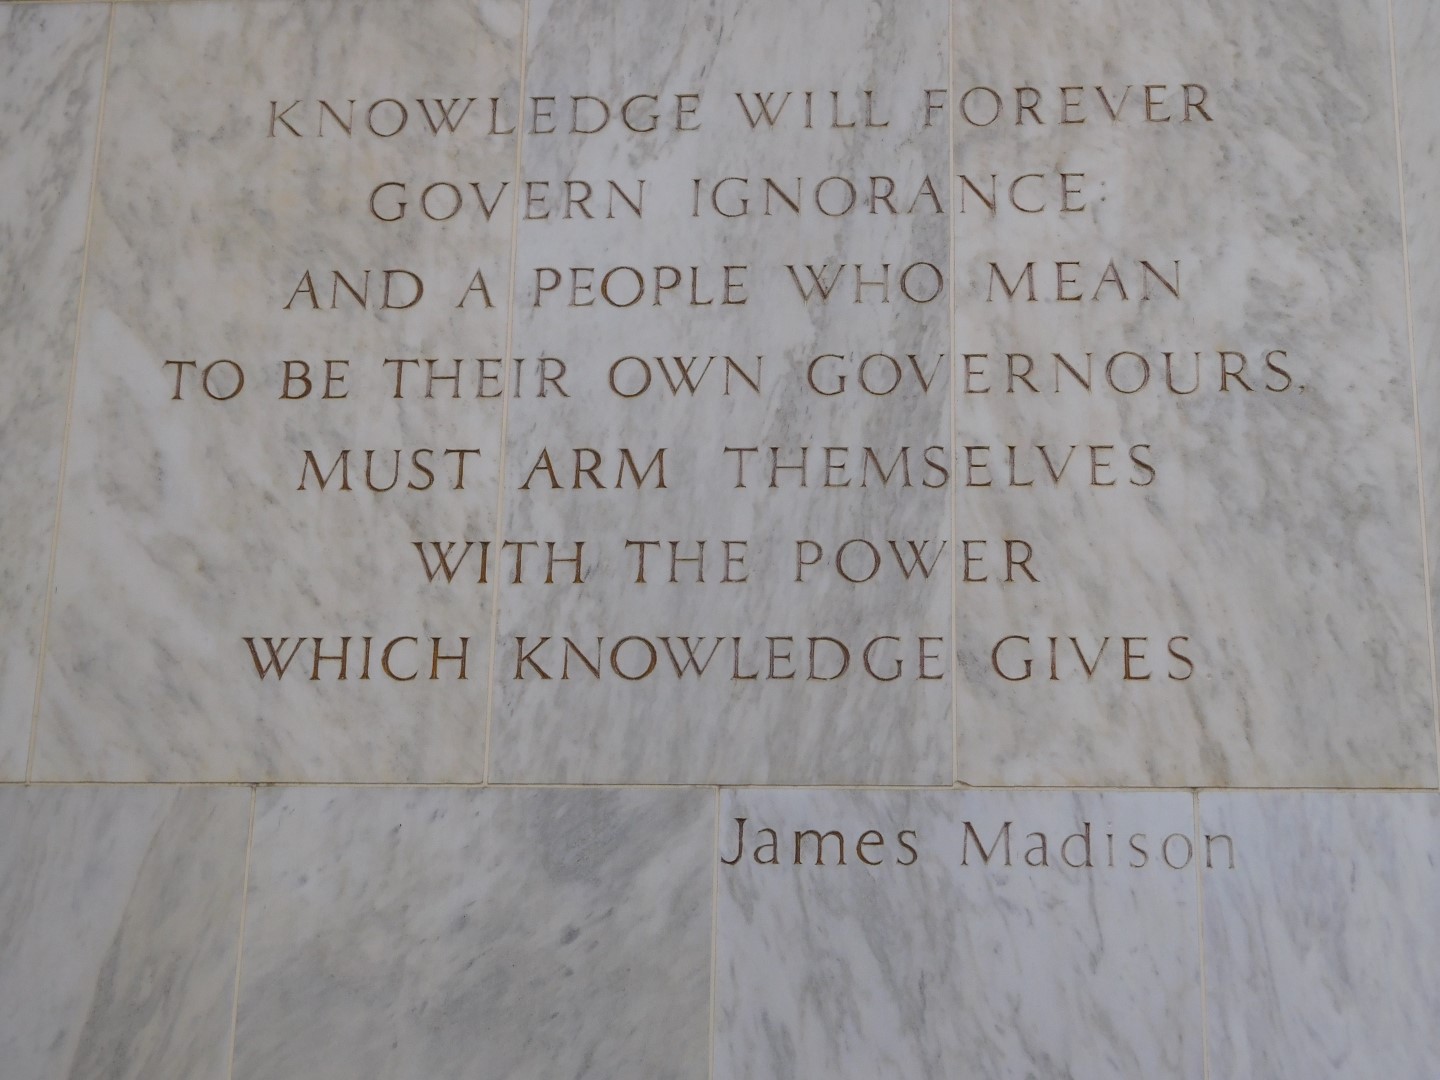 KNOWLEDGE WILL FOREVER
GOVERN IGNORANCE:
AND A PEOPLE WHO MEAN
TO BE THEIR OWN GOVERNOURS,
MUST ARM THEMSELVES
WITH THE POWER
WHICH KNOWLEDGE GIVES
James Madison